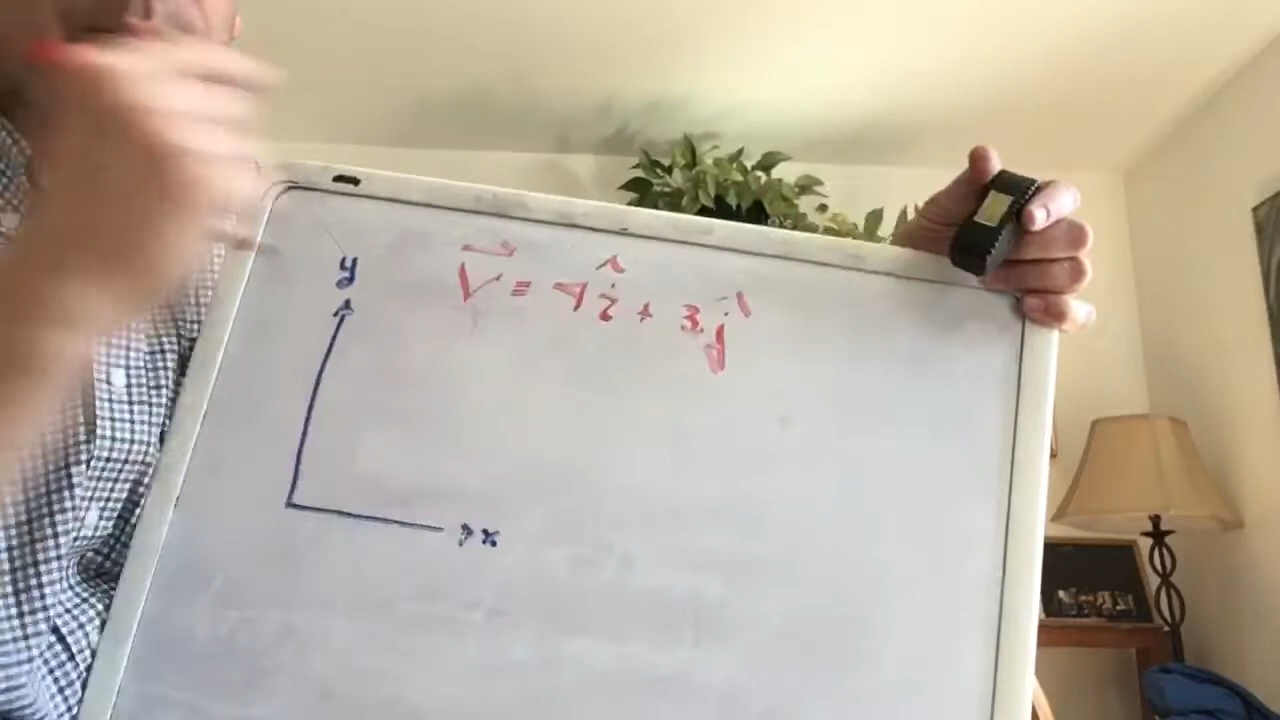 V⃗ = 4î + 3ĵ
y
x